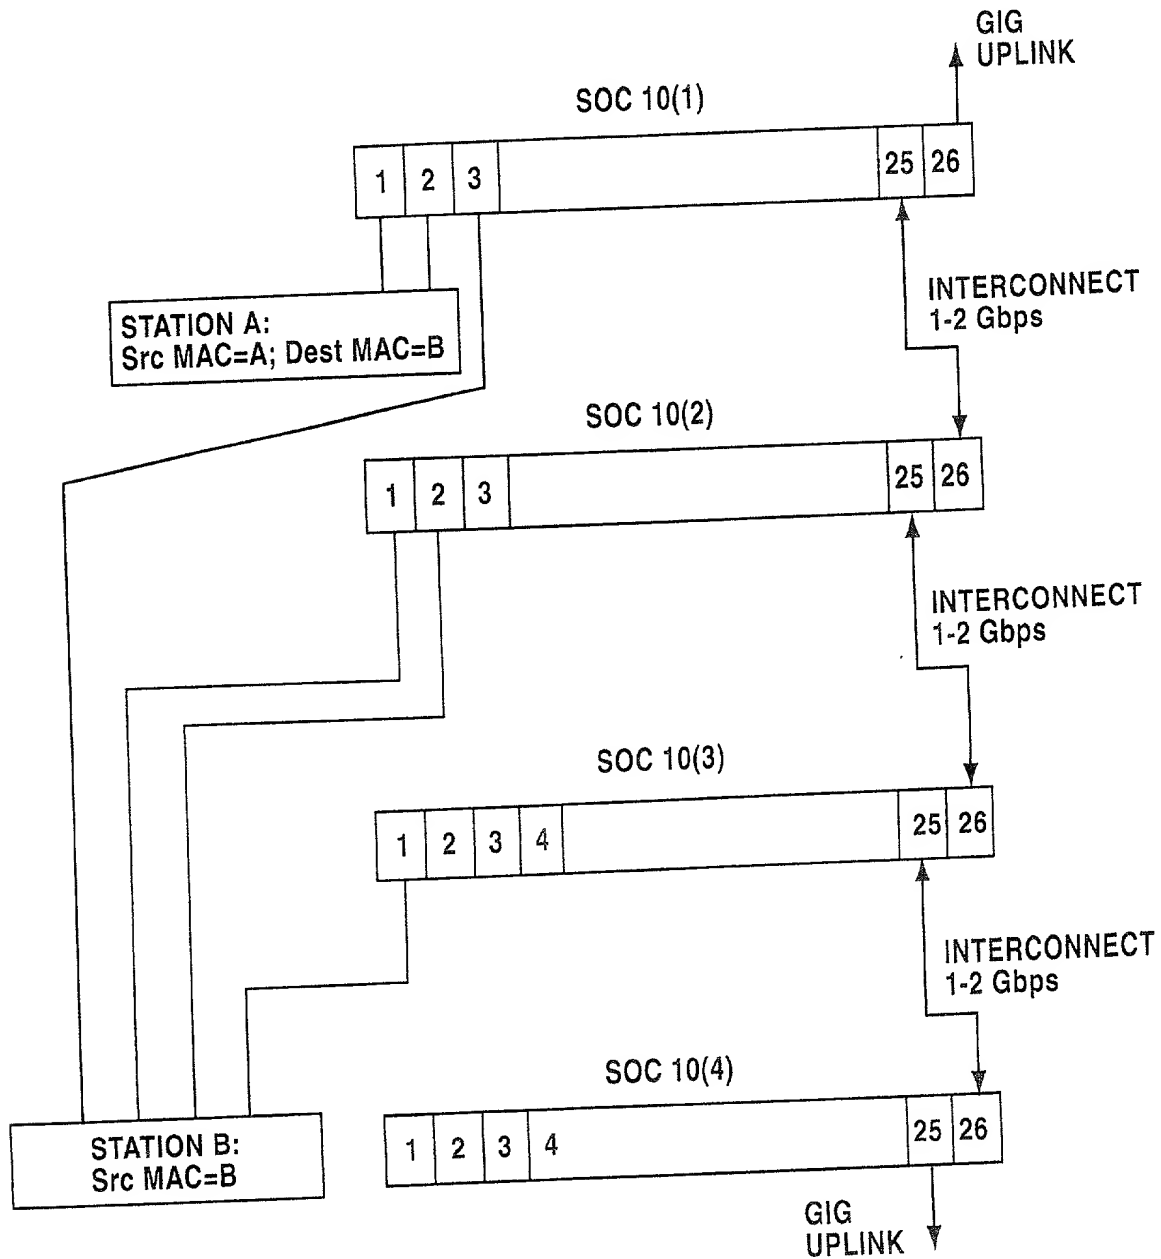 GIG
UPLINK
SOC 10(1)
1 2 3 25 26
INTERCONNECT
1-2 Gbps
STATION A:
Src MAC=A; Dest MAC=B
SOC 10(2)
1 2 3 25 26
INTERCONNECT
1-2 Gbps
SOC 10(3)
1 2 3 4 25 26
INTERCONNECT
1-2 Gbps
SOC 10(4)
1 2 3 4 25 26
STATION B:
Src MAC=B
GIG
UPLINK